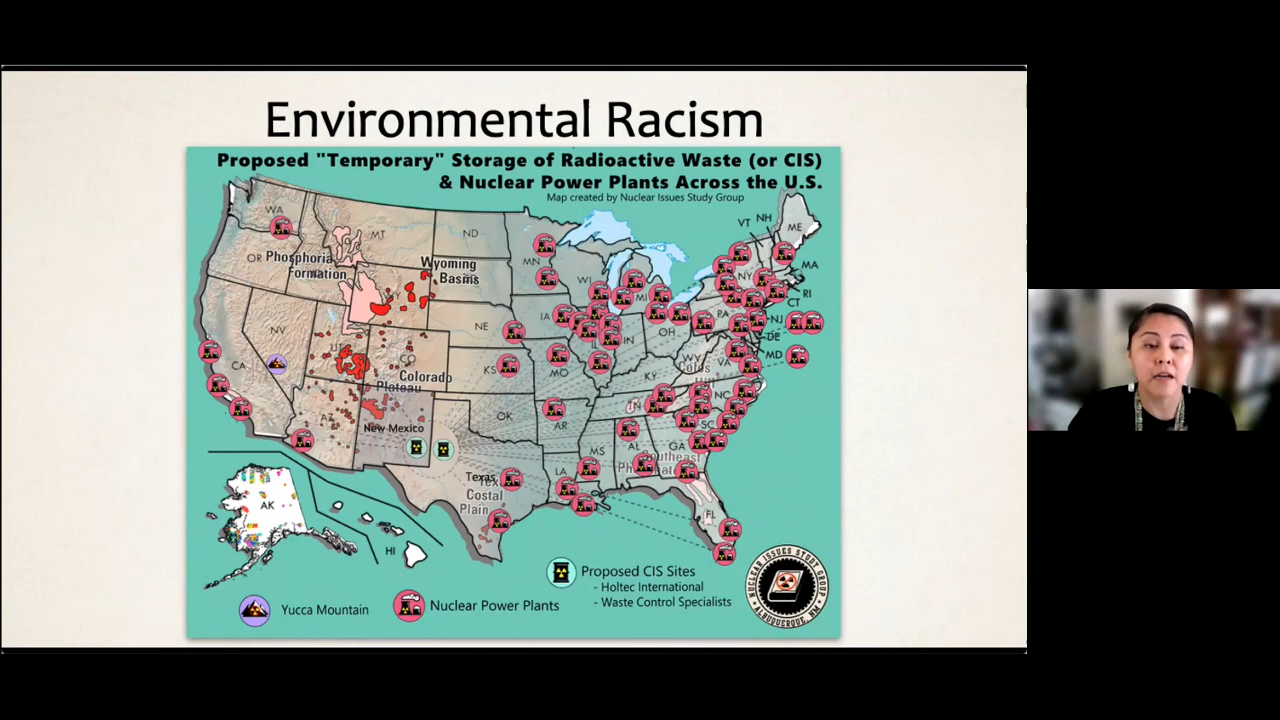 Environmental Racism
Proposed "Temporary" Storage of Radioactive Waste (or CIS)
& Nuclear Power Plants Across the U.S.
Map created by Nuclear Issues Study Group
WA
MT
ND
MN
VT NH
ME
OR
Phosphoria
Formation
Wyoming
Basins
WI
MI
NY
MA
RI
CT
NV
NE
IA
IN
OH
PA
NJ
DE
MD
CA
UT
CO
Colorado
Plateau
KS
MO
KY
WV
VA
AZ
New Mexico
OK
AR
TN
NC
SC
MS
AL
GA
Southeast
Texas
Costal
Plain
LA
FL
AK
HI
Proposed CIS Sites
- Holtec International
- Waste Control Specialists
Yucca Mountain
Nuclear Power Plants
NUCLEAR ISSUES STUDY GROUP
ALBUQUERQUE, NM